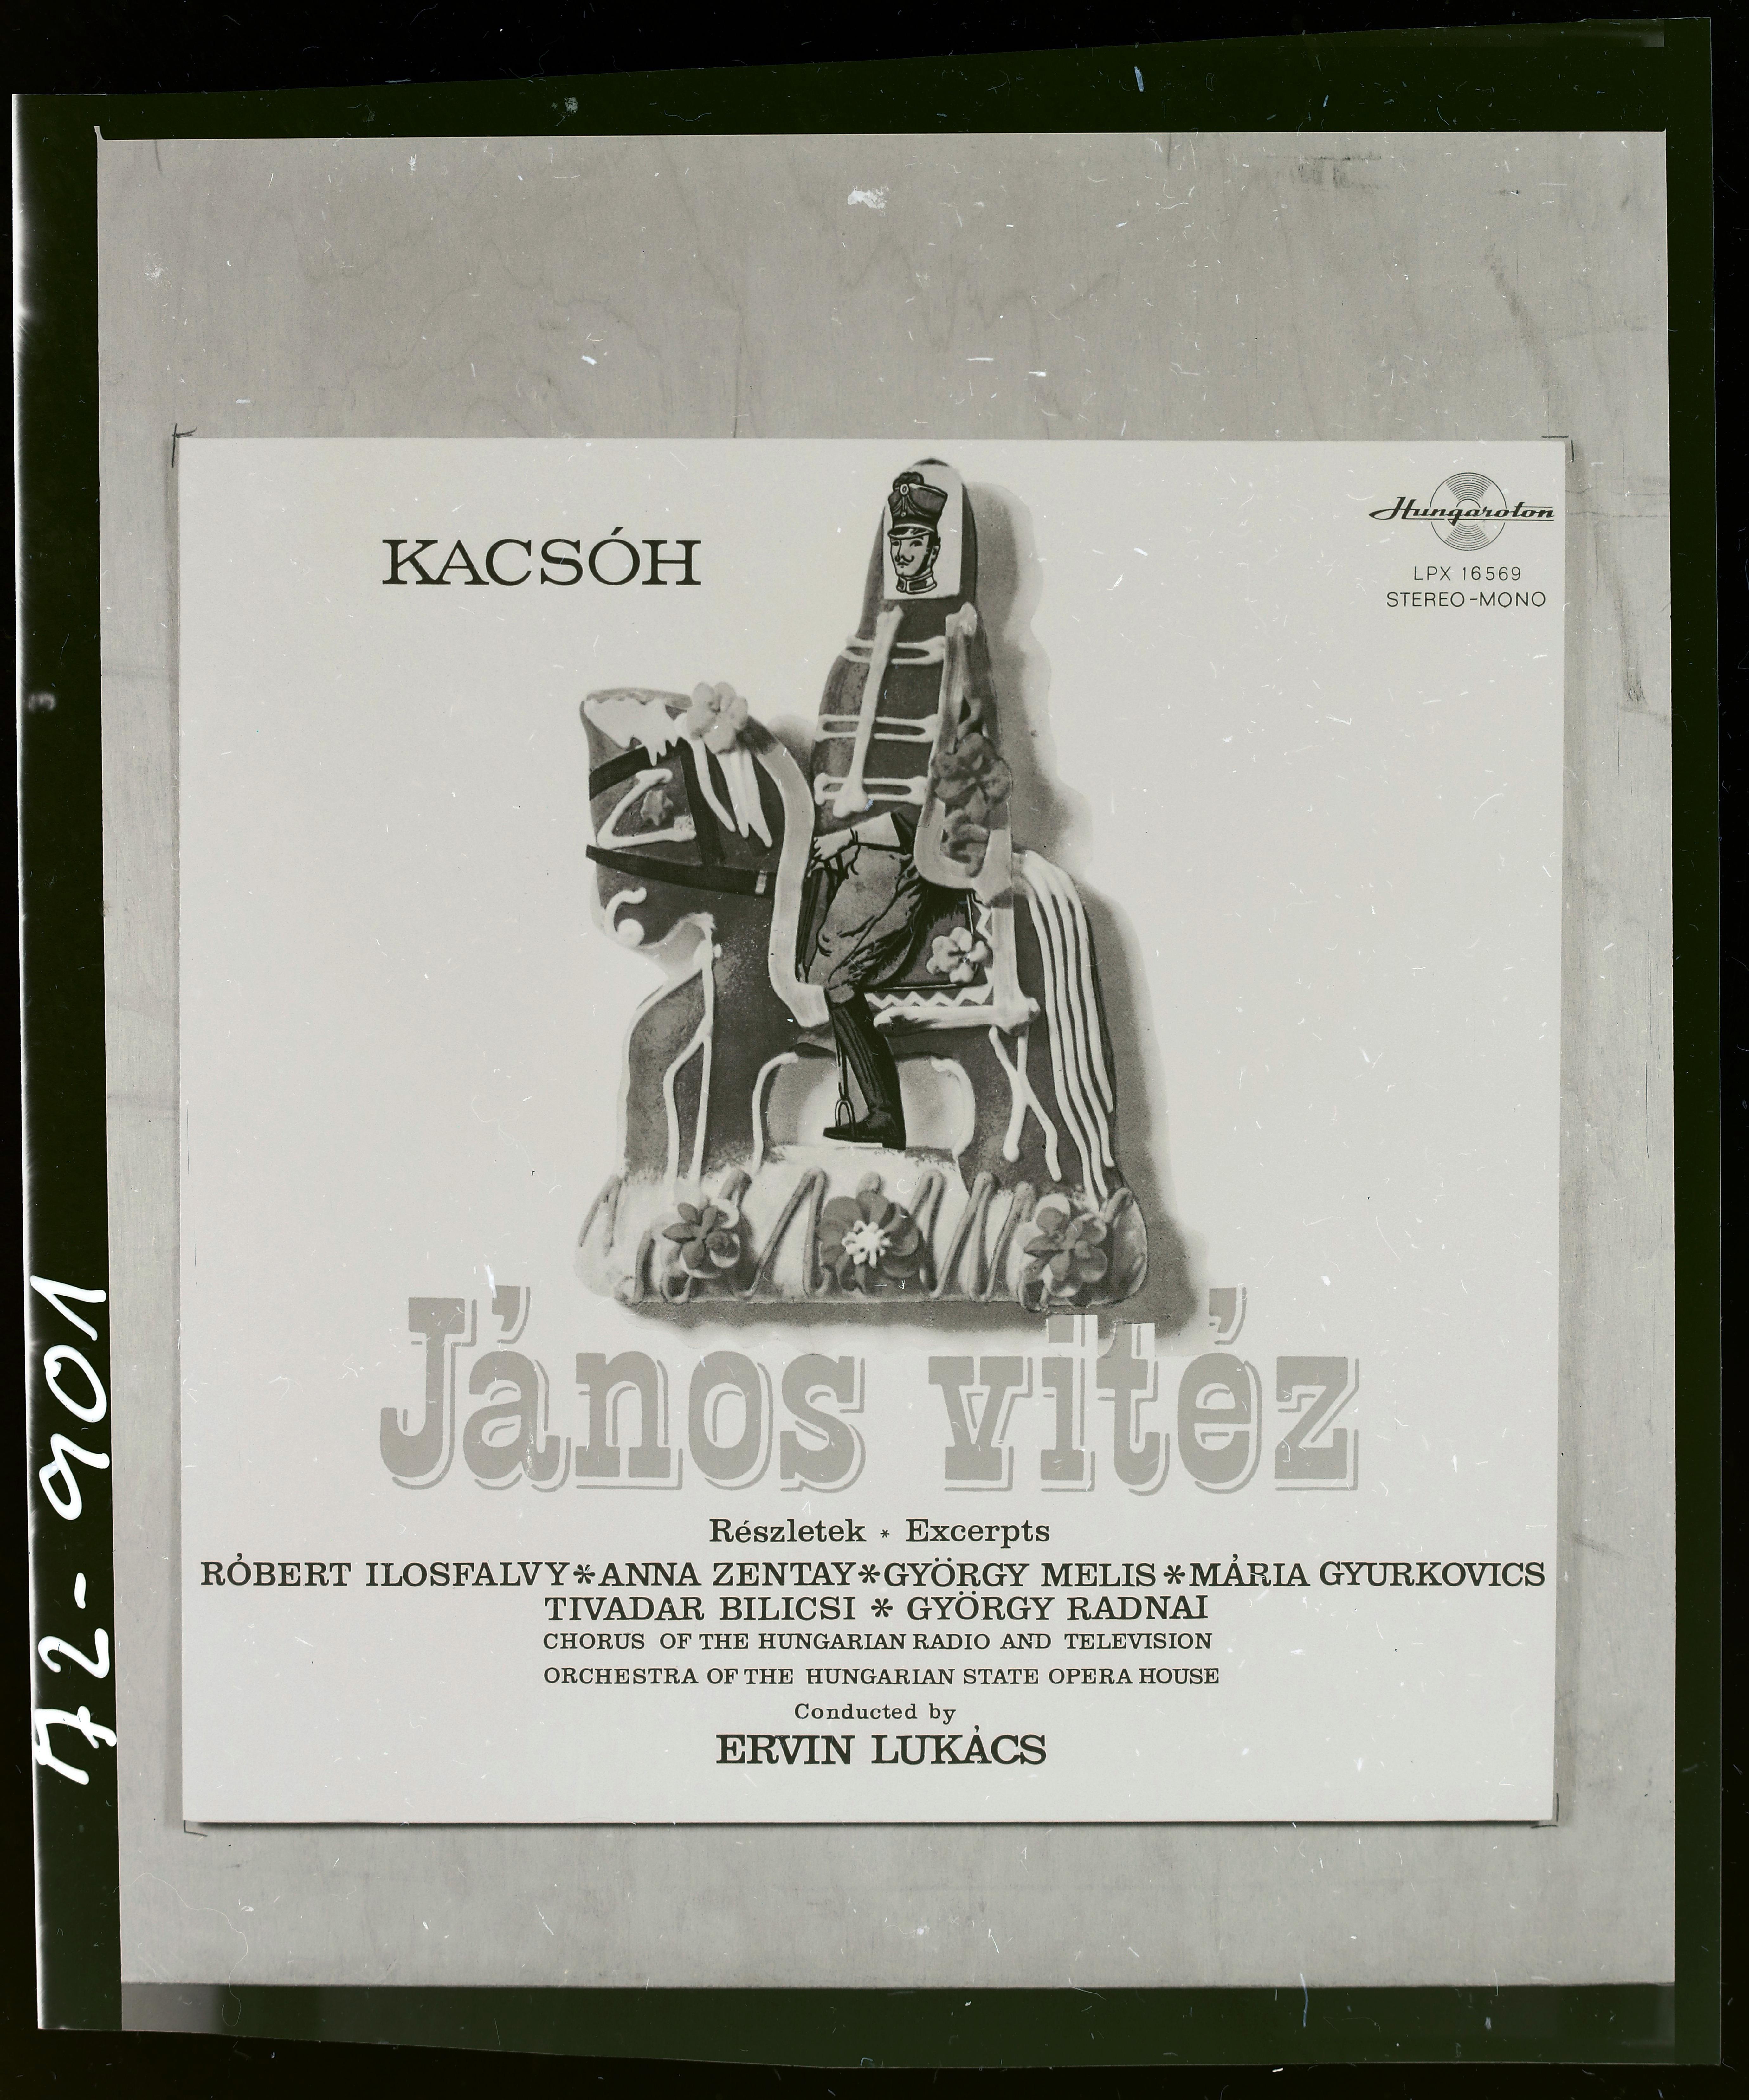 KACSÓH
Hungaroton
LPX 16569
STEREO-MONO
János vitéz
Részletek * Excerpts
RÓBERT ILOSFALVY*ANNA ZENTAY*GYÖRGY MELIS*MÁRIA GYURKOVICS
TIVADAR BILICSI * GYÖRGY RADNAI
CHORUS OF THE HUNGARIAN RADIO AND TELEVISION
ORCHESTRA OF THE HUNGARIAN STATE OPERA HOUSE
Conducted by
ERVIN LUKÁCS
72-901